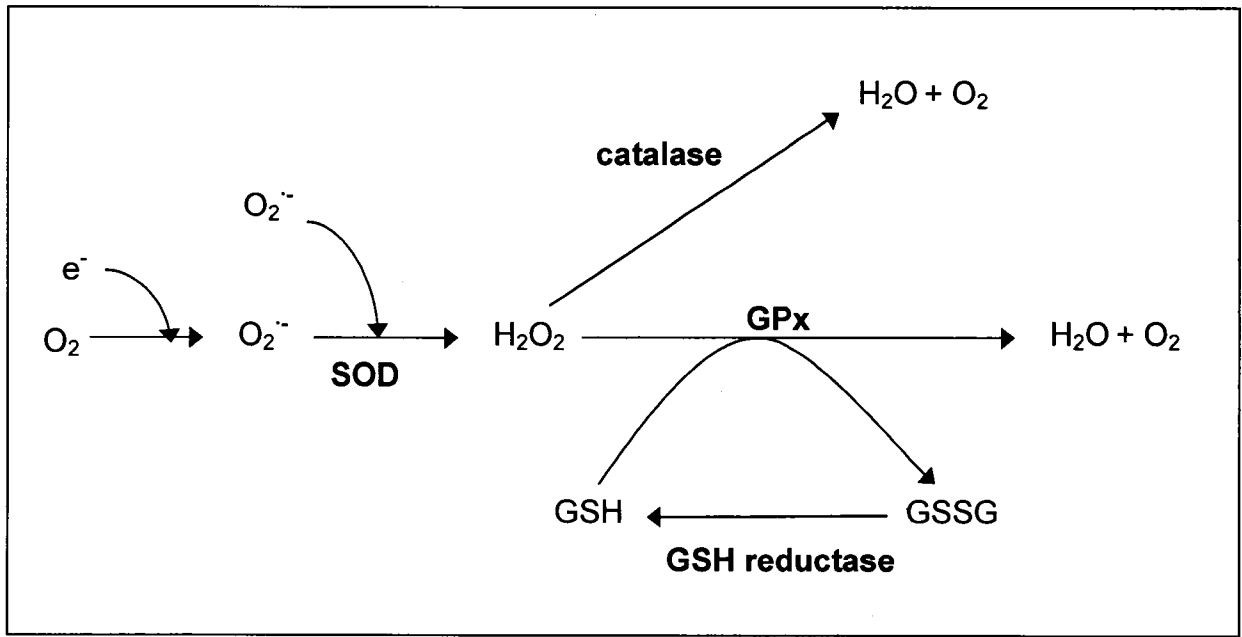 H₂O + O₂
catalase
O₂·⁻
e⁻
O₂
O₂·⁻
SOD
H₂O₂
GPx
H₂O + O₂
GSH
GSSG
GSH reductase